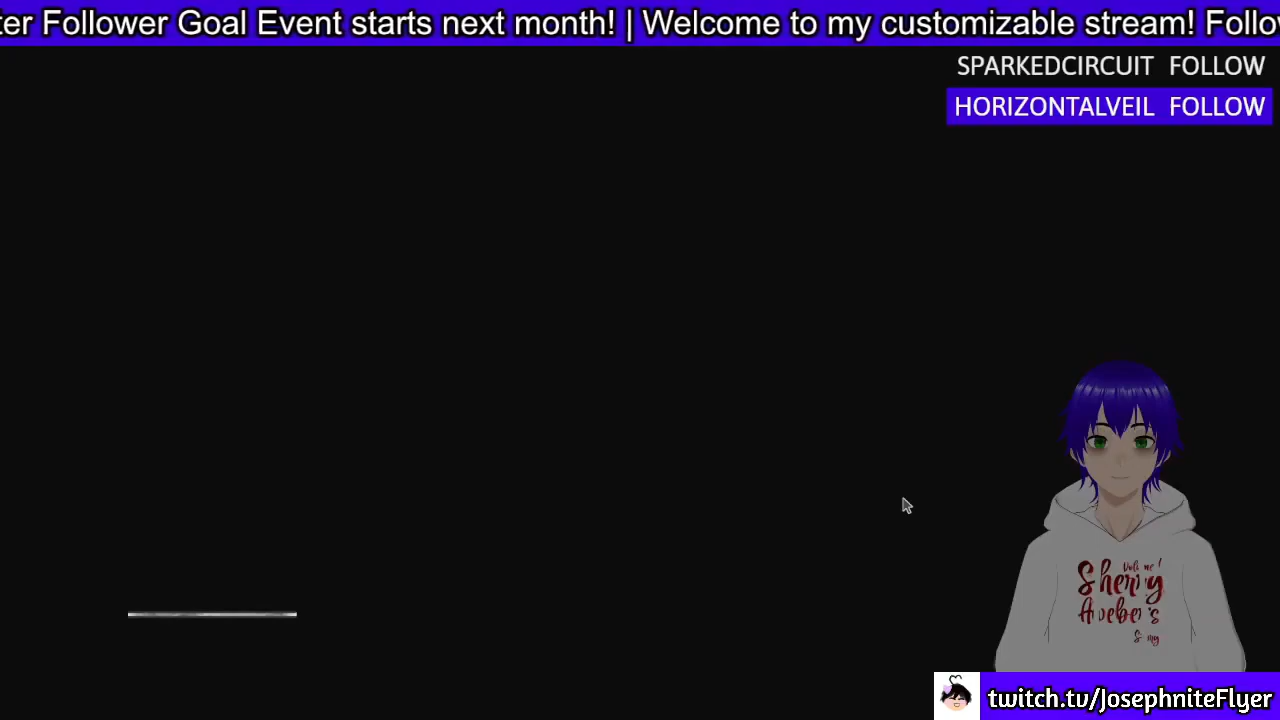 ter Follower Goal Event starts next month! | Welcome to my customizable stream! Follo
SPARKEDCIRCUIT FOLLOW
HORIZONTALVEIL FOLLOW
Sherry
twitch.tv/JosephniteFlyer